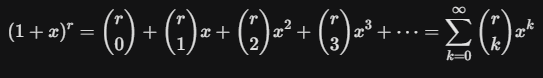 $(1+x)^r = \binom{r}{0} + \binom{r}{1}x + \binom{r}{2}x^2 + \binom{r}{3}x^3 + \cdots = \sum_{k=0}^{\infty} \binom{r}{k} x^k$